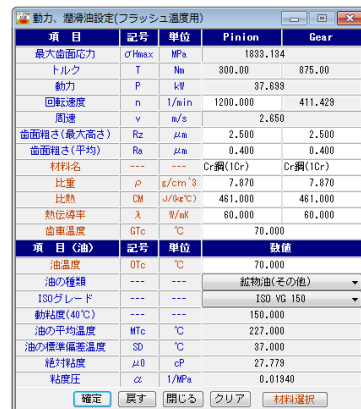 動力、潤滑油設定(フラッシュ温度用)
項　目 記号 単位 Pinion Gear
最大歯面応力 σHmax MPa 1833.134
トルク T Nm 300.00 875.00
動力 P kW 37.699
回転速度 n 1/min 1200.000 411.429
周速 v m/s 2.650
歯面粗さ(最大高さ) Rz μm 2.500 2.500
歯面粗さ(平均) Ra μm 0.400 0.400
材料名 --- --- Cr鋼(1Cr) Cr鋼(1Cr)
比重 ρ g/cm^3 7.870 7.870
比熱 CM J/(kg℃) 461.000 461.000
熱伝導率 λ W/mK 60.000 60.000
歯車温度 GTc ℃ 70.000
項　目(油) 記号 単位 数値
油温度 OTc ℃ 70.000
油の種類 --- --- 鉱物油(その他)
ISOグレード --- --- ISO VG 150
動粘度(40℃) --- --- 150.000
油の平均温度 MTc ℃ 227.000
油の標準偏差温度 SD ℃ 37.000
絶対粘度 μ0 cP 27.779
粘度圧 α 1/MPa 0.01940
確定 戻す 閉じる クリア 材料選択